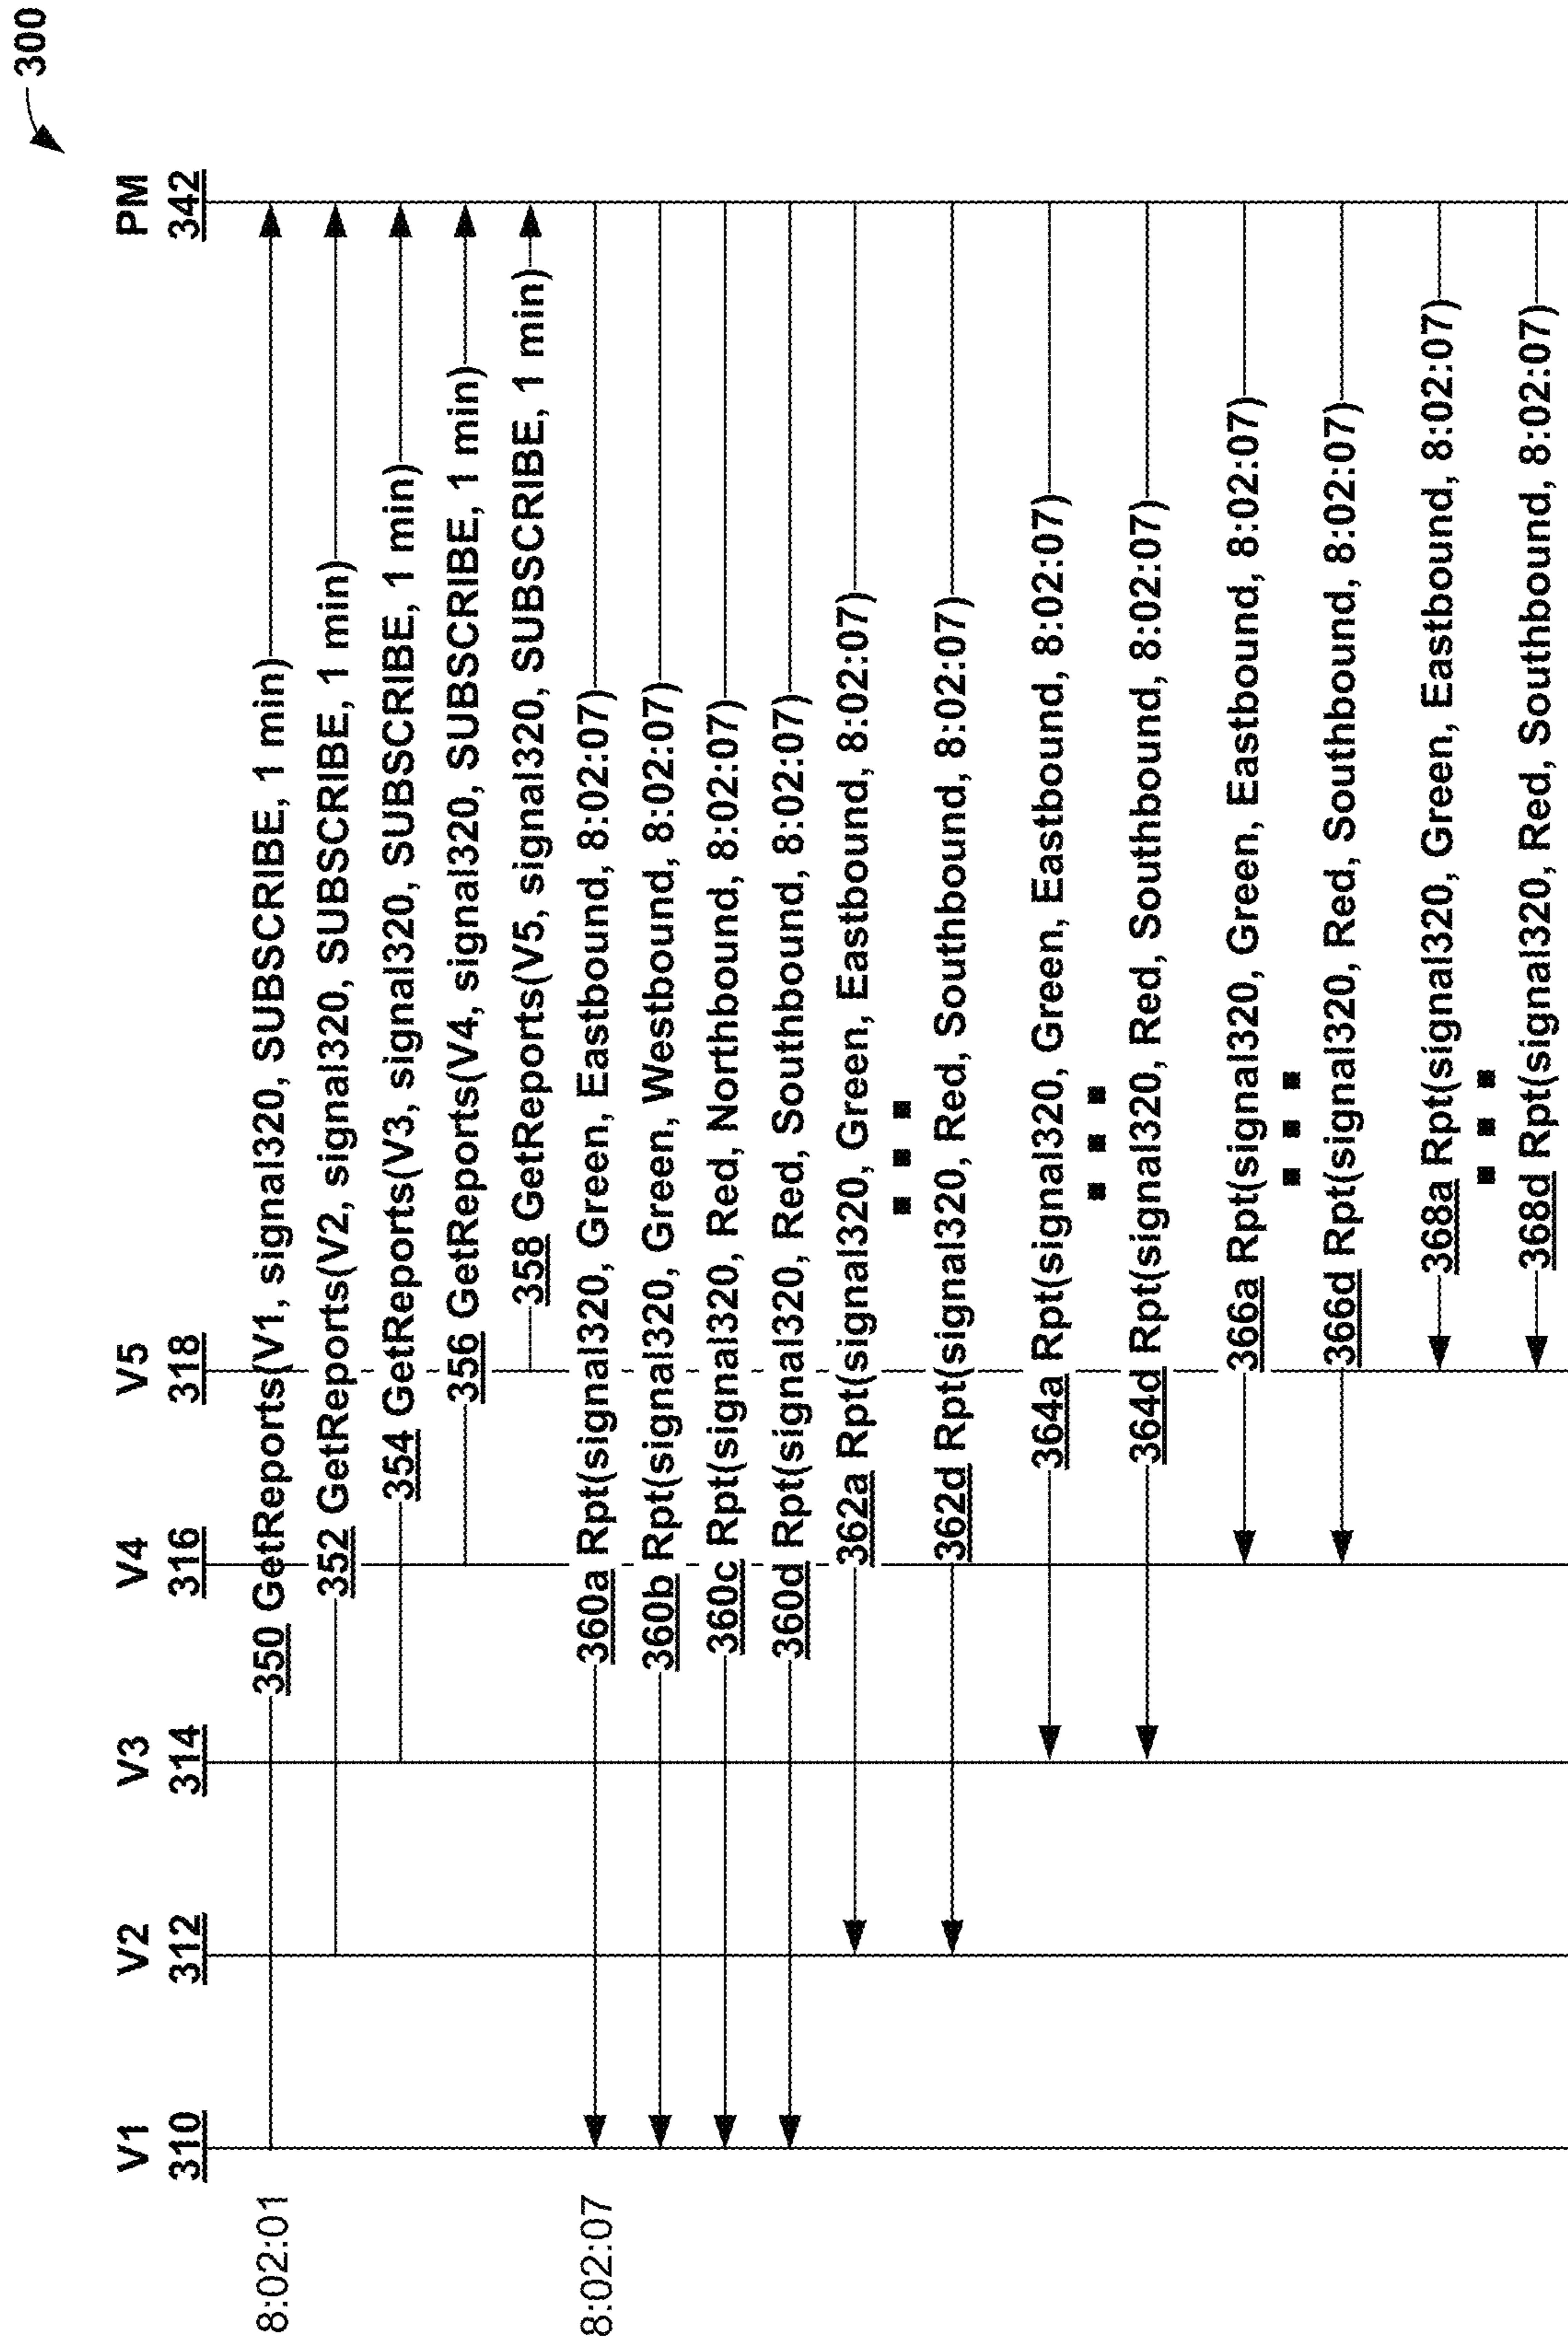 300
V1 V2 V3 V4 V5 PM
310 312 314 316 318 342
8:02:01 350 GetReports(V1, signal320, SUBSCRIBE, 1 min)
352 GetReports(V2, signal320, SUBSCRIBE, 1 min)
354 GetReports(V3, signal320, SUBSCRIBE, 1 min)
356 GetReports(V4, signal320, SUBSCRIBE, 1 min)
358 GetReports(V5, signal320, SUBSCRIBE, 1 min)
8:02:07 360a Rpt(signal320, Green, Eastbound, 8:02:07)
360b Rpt(signal320, Green, Westbound, 8:02:07)
360c Rpt(signal320, Red, Northbound, 8:02:07)
360d Rpt(signal320, Red, Southbound, 8:02:07)
362a Rpt(signal320, Green, Eastbound, 8:02:07)
362d Rpt(signal320, Red, Southbound, 8:02:07)
364a Rpt(signal320, Green, Eastbound, 8:02:07)
364d Rpt(signal320, Red, Southbound, 8:02:07)
366a Rpt(signal320, Green, Eastbound, 8:02:07)
366d Rpt(signal320, Red, Southbound, 8:02:07)
368a Rpt(signal320, Green, Eastbound, 8:02:07)
368d Rpt(signal320, Red, Southbound, 8:02:07)